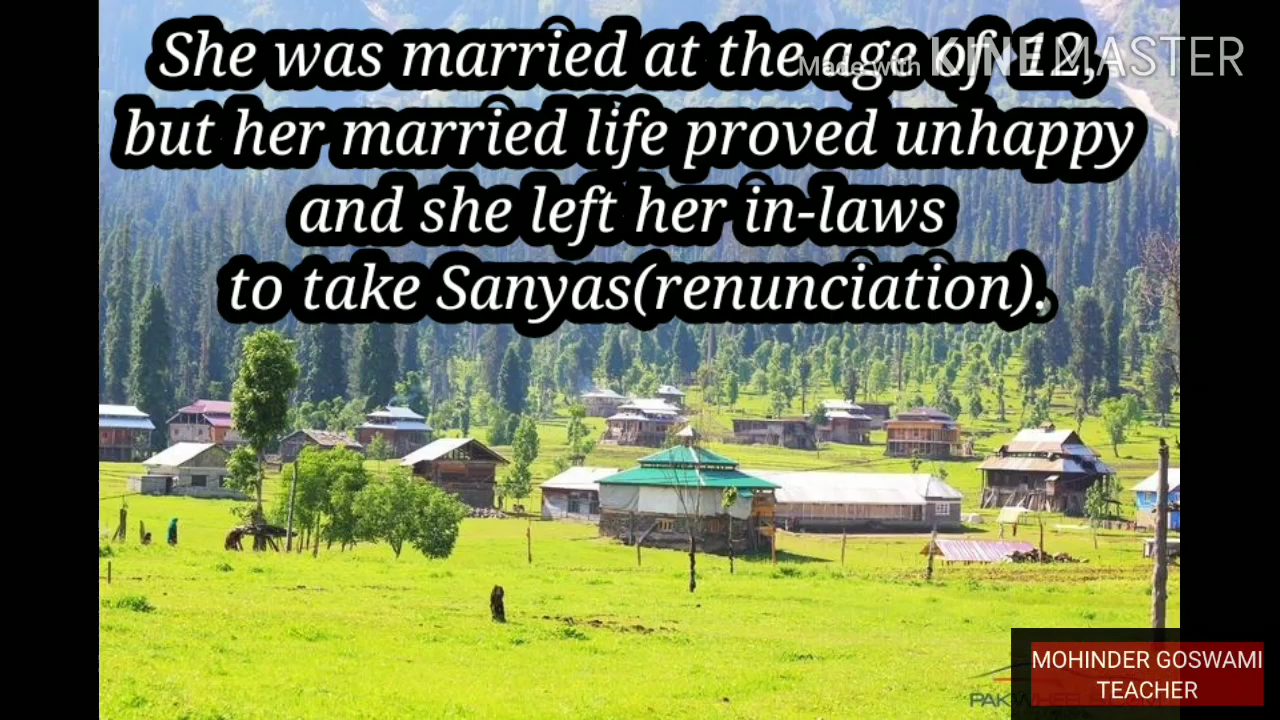 She was married at the age of 12,
but her married life proved unhappy
and she left her in-laws
to take Sanyas(renunciation).
Made with KINEMASTER
MOHINDER GOSWAMI
TEACHER